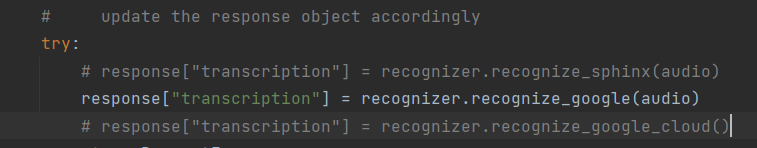 #     update the response object accordingly
try:
    # response["transcription"] = recognizer.recognize_sphinx(audio)
    response["transcription"] = recognizer.recognize_google(audio)
    # response["transcription"] = recognizer.recognize_google_cloud()